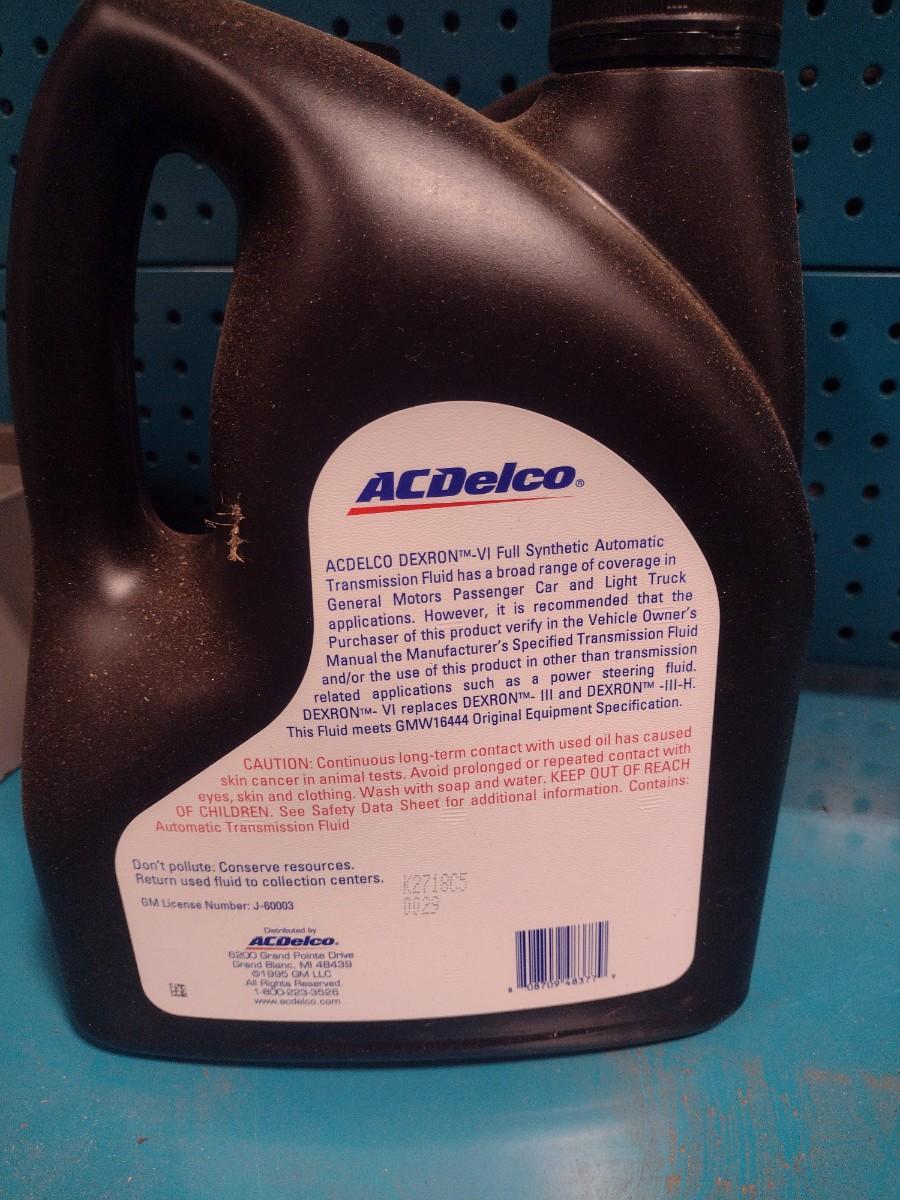 ACDelco®
ACDELCO DEXRON™-VI Full Synthetic Automatic
Transmission Fluid has a broad range of coverage in
General Motors Passenger Car and Light Truck
applications. However, it is recommended that the
Purchaser of this product verify in the Vehicle Owner's
Manual the Manufacturer's Specified Transmission Fluid
and/or the use of this product in other than transmission
related applications such as a power steering fluid.
DEXRON™- VI replaces DEXRON™- III and DEXRON™ -III-H.
This Fluid meets GMW16444 Original Equipment Specification.
CAUTION: Continuous long-term contact with used oil has caused
skin cancer in animal tests. Avoid prolonged or repeated contact with
eyes, skin and clothing. Wash with soap and water. KEEP OUT OF REACH
OF CHILDREN. See Safety Data Sheet for additional information. Contains:
Automatic Transmission Fluid
Don't pollute: Conserve resources.
Return used fluid to collection centers.
K2718C5
0029
GM License Number: J-60003
Distributed by
ACDelco.
6200 Grand Pointe Drive
Grand Blanc, MI 48439
©1995 GM LLC
All Rights Reserved.
1-800-223-3526
www.acdelco.com
8 08709 48377 9